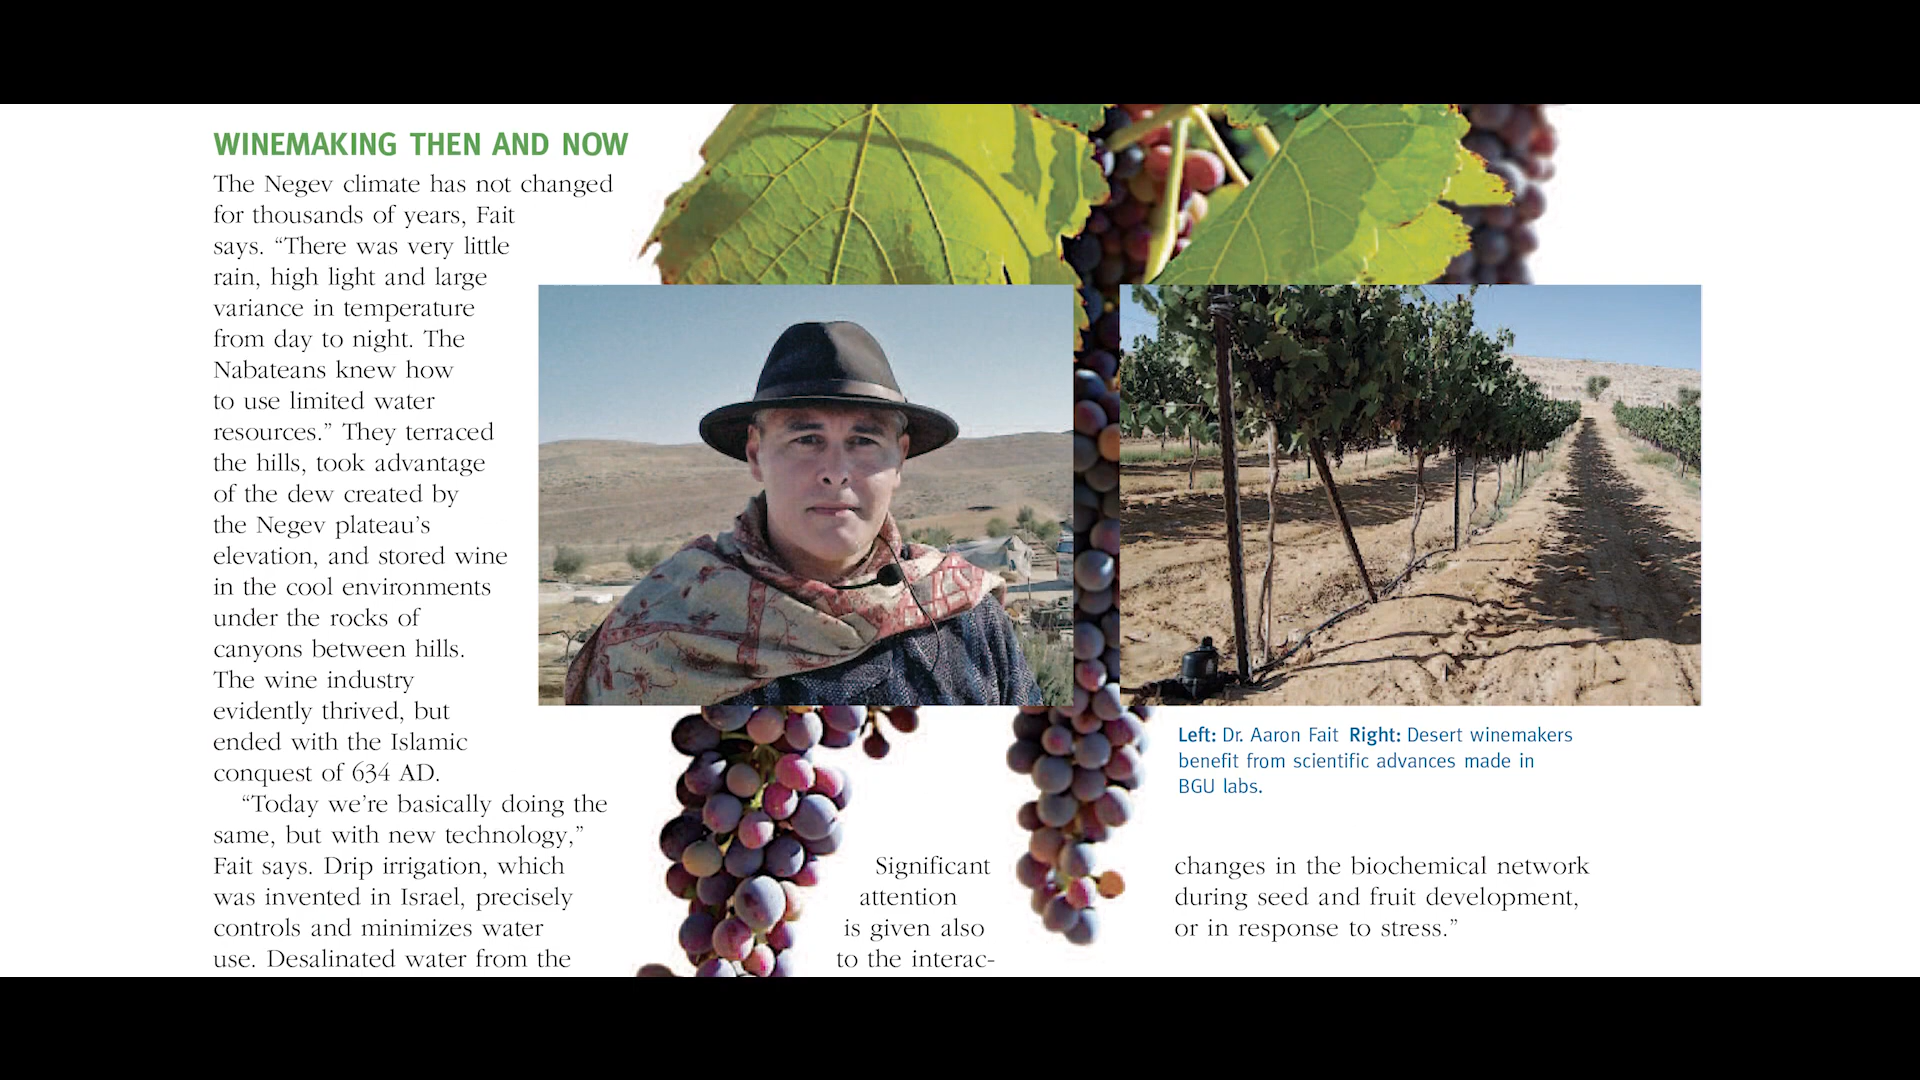 WINEMAKING THEN AND NOW
The Negev climate has not changed
for thousands of years, Fait
says. “There was very little
rain, high light and large
variance in temperature
from day to night. The
Nabateans knew how
to use limited water
resources.” They terraced
the hills, took advantage
of the dew created by
the Negev plateau’s
elevation, and stored wine
in the cool environments
under the rocks of
canyons between hills.
The wine industry
evidently thrived, but
ended with the Islamic
conquest of 634 AD.
“Today we’re basically doing the
same, but with new technology,”
Fait says. Drip irrigation, which
was invented in Israel, precisely
controls and minimizes water
use. Desalinated water from the
Significant
attention
is given also
to the interac-
Left: Dr. Aaron Fait Right: Desert winemakers
benefit from scientific advances made in
BGU labs.
changes in the biochemical network
during seed and fruit development,
or in response to stress.”